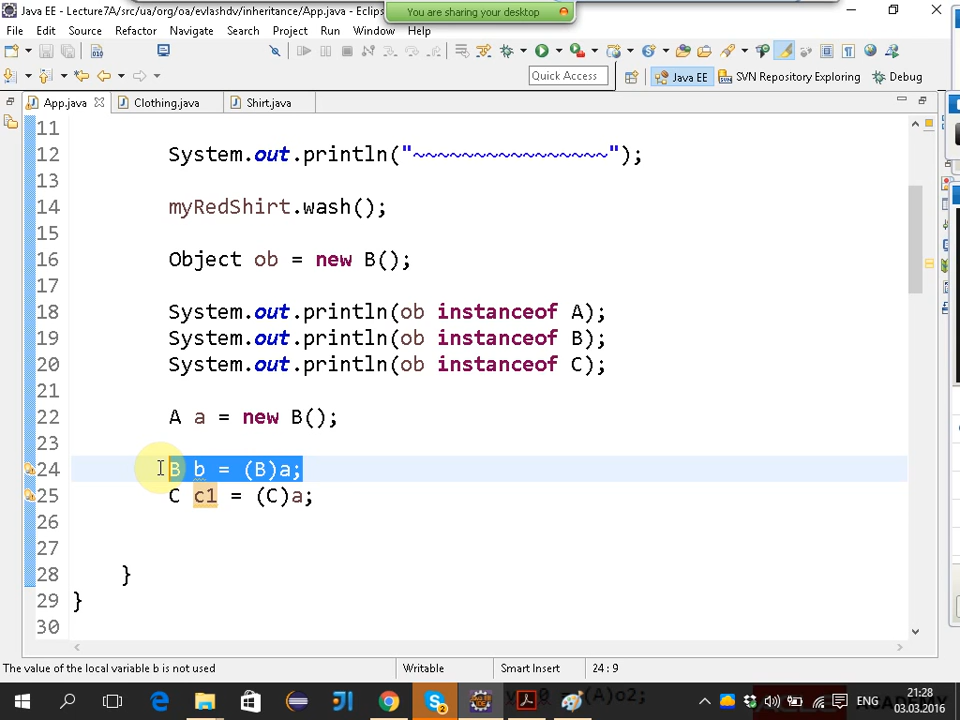 Java EE - Lecture7A/src/ua/org/oa/evlashdv/inheritance/App.java - Eclips
You are sharing your desktop
File Edit Source Refactor Navigate Search Project Run Window Help
Quick Access
Java EE
SVN Repository Exploring
Debug
App.java
Clothing.java
Shirt.java
11
12 System.out.println("~~~~~~~~~~~~~~~~");
13
14 myRedShirt.wash();
15
16 Object ob = new B();
17
18 System.out.println(ob instanceof A);
19 System.out.println(ob instanceof B);
20 System.out.println(ob instanceof C);
21
22 A a = new B();
23
24 B b = (B)a;
25 C c1 = (C)a;
26
27
28 }
29 }
30
The value of the local variable b is not used
Writable
Smart Insert
24 : 9
(A)o2;
ENG
21:28
03.03.2016